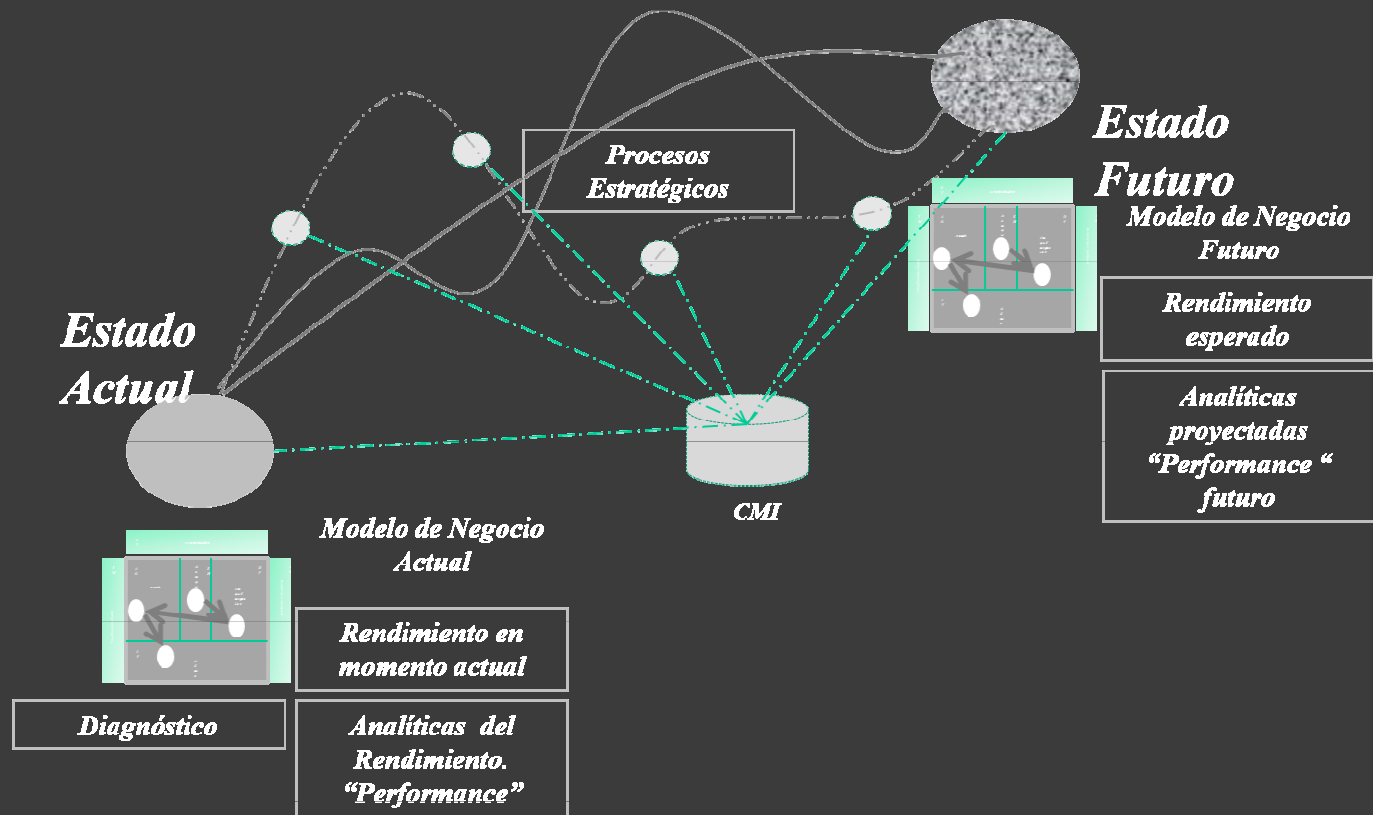 Procesos
Estratégicos
Estado
Futuro
Modelo de Negocio
Futuro
Rendimiento
esperado
Analíticas
proyectadas
“Performance “
futuro
Estado
Actual
CMI
Modelo de Negocio
Actual
Rendimiento en
momento actual
Diagnóstico
Analíticas del
Rendimiento.
“Performance”